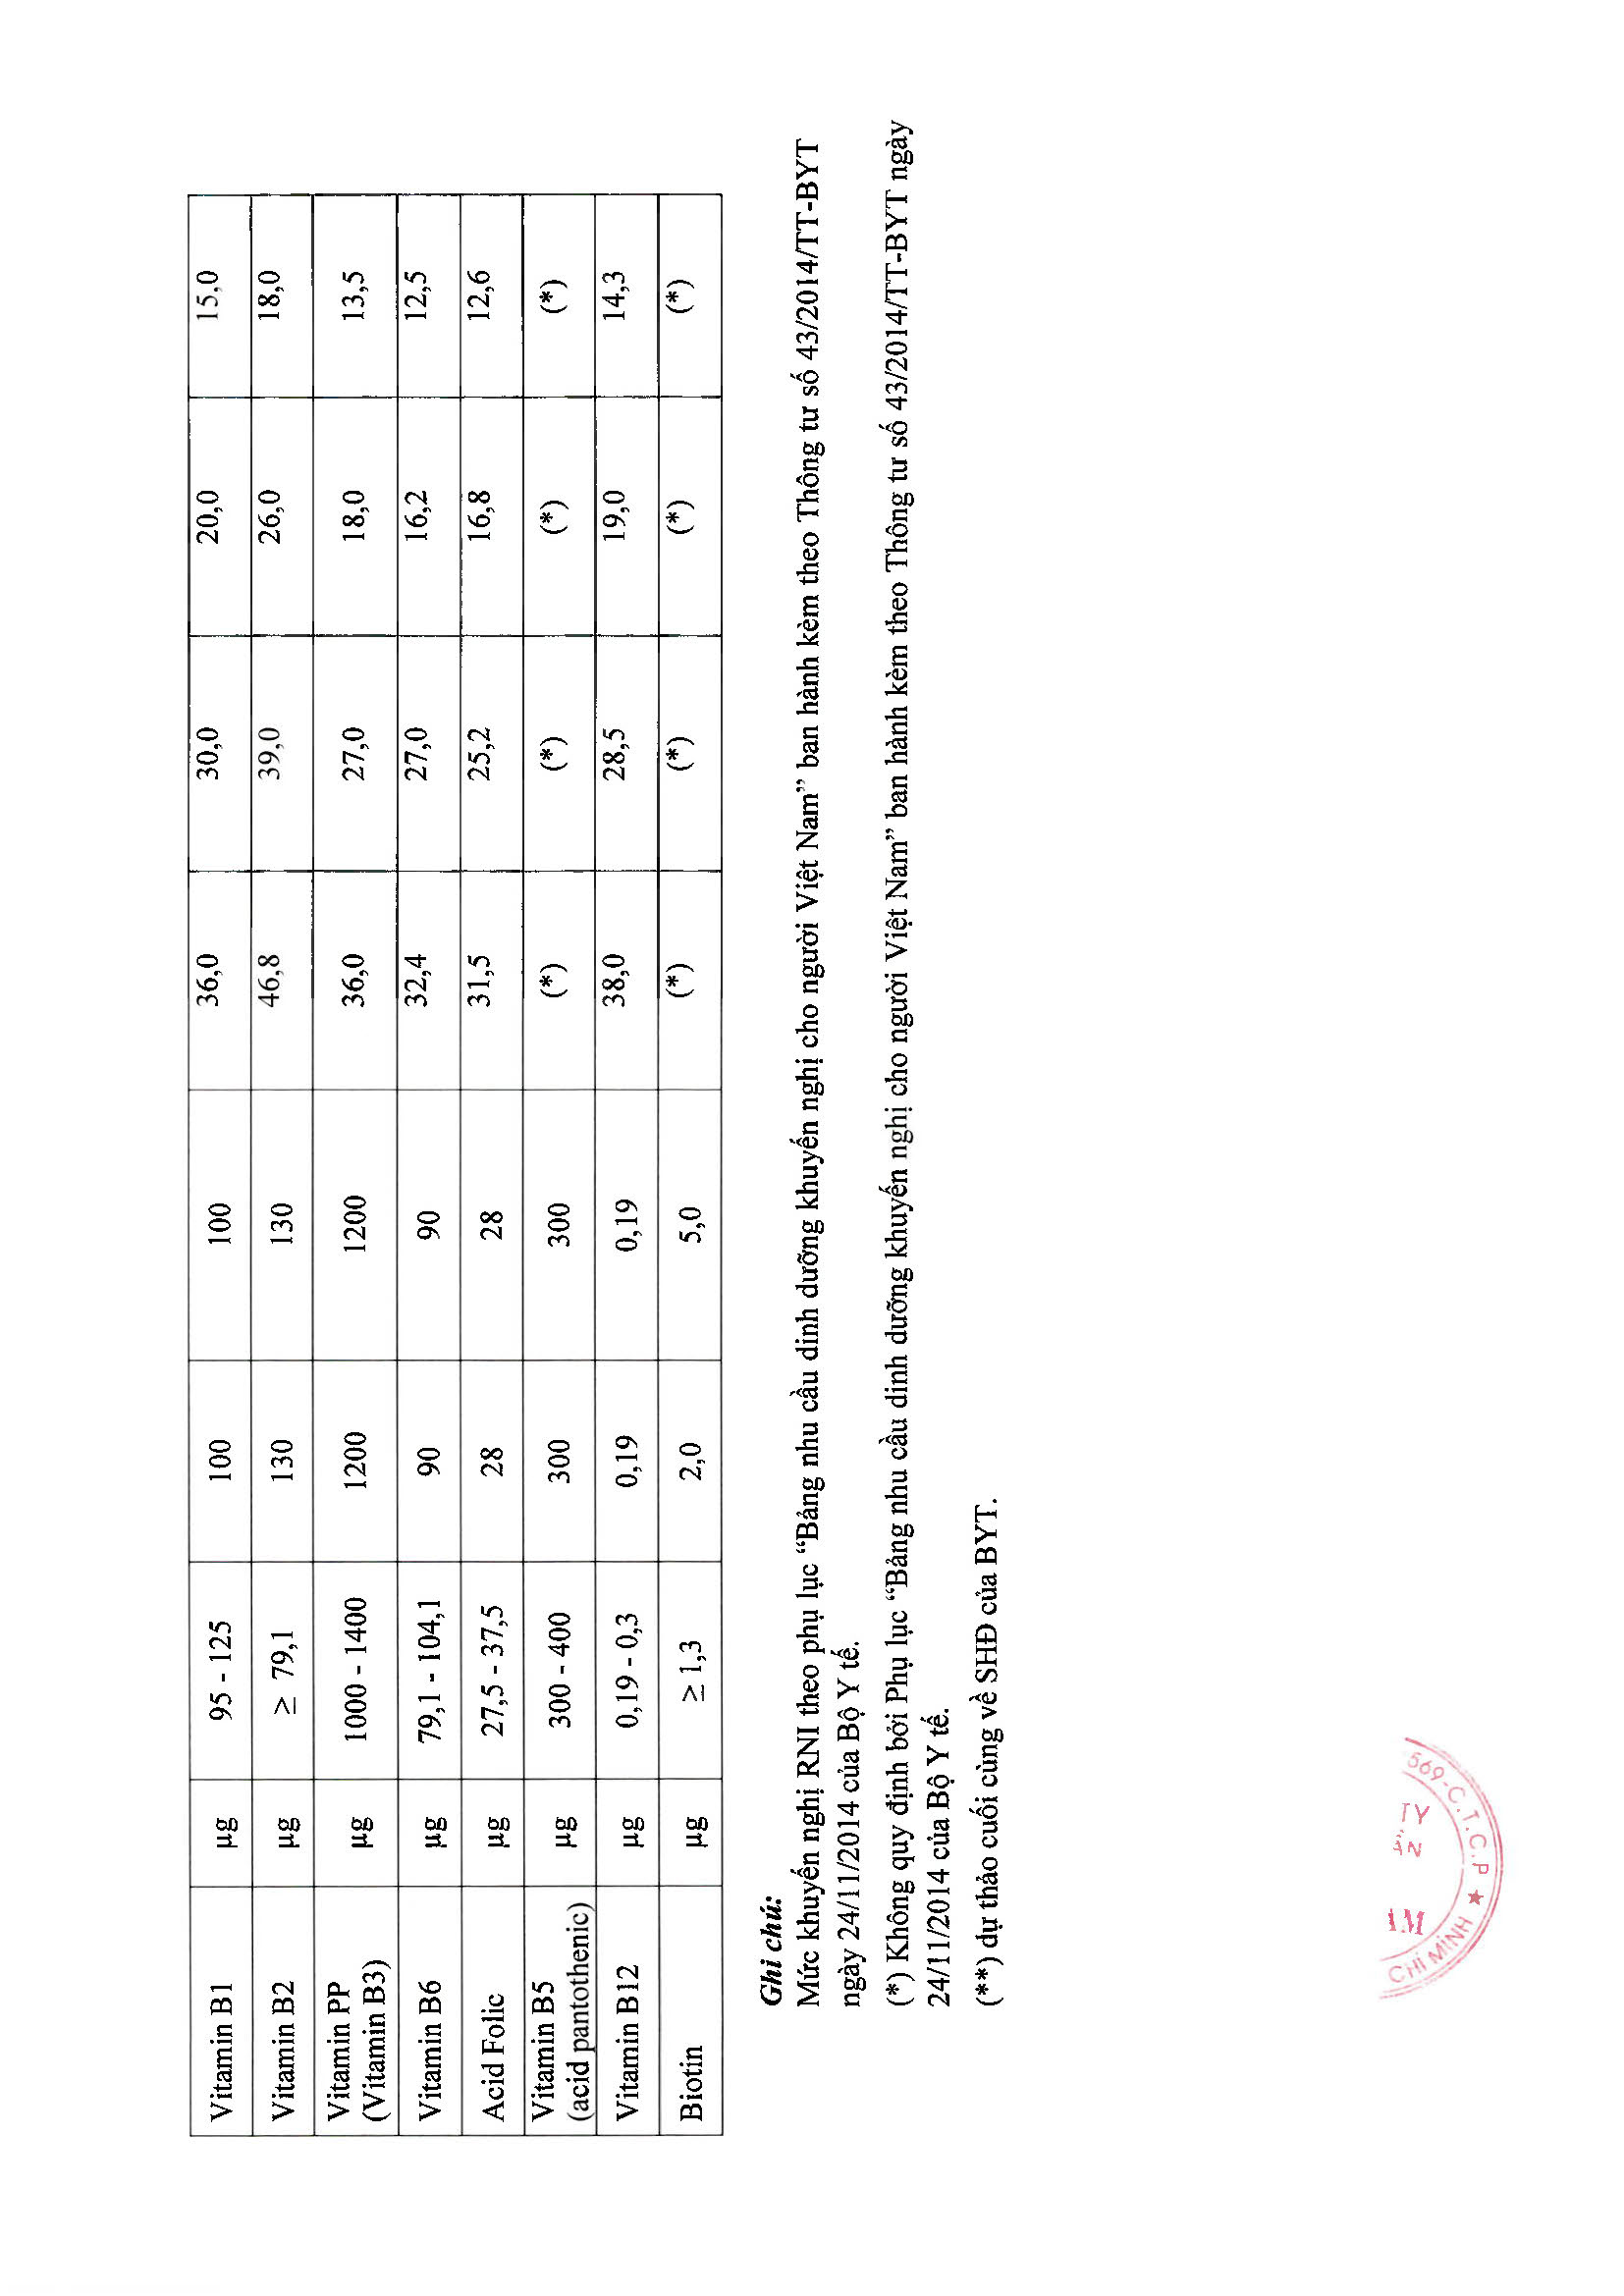 Vitamin B1 µg 95 - 125 100 100 36,0 30,0 20,0 15,0
Vitamin B2 µg ≥ 79,1 130 130 46,8 39,0 26,0 18,0
Vitamin PP
(Vitamin B3) µg 1000 - 1400 1200 1200 36,0 27,0 18,0 13,5
Vitamin B6 µg 79,1 - 104,1 90 90 32,4 27,0 16,2 12,5
Acid Folic µg 27,5 - 37,5 28 28 31,5 25,2 16,8 12,6
Vitamin B5
(acid pantothenic) µg 300 - 400 300 300 (*) (*) (*) (*)
Vitamin B12 µg 0,19 - 0,3 0,19 0,19 38,0 28,5 19,0 14,3
Biotin µg ≥ 1,3 2,0 5,0 (*) (*) (*) (*)
Ghi chú:
Mức khuyến nghị RNI theo phụ lục “Bảng nhu cầu dinh dưỡng khuyến nghị cho người Việt Nam” ban hành kèm theo Thông tư số 43/2014/TT-BYT
ngày 24/11/2014 của Bộ Y tế.
(*) Không quy định bởi Phụ lục “Bảng nhu cầu dinh dưỡng khuyến nghị cho người Việt Nam” ban hành kèm theo Thông tư số 43/2014/TT-BYT ngày
24/11/2014 của Bộ Y tế.
(**) dự thảo cuối cùng về SHĐ của BYT.
569-C.T.C.P ★
TY
CHÍ MINH